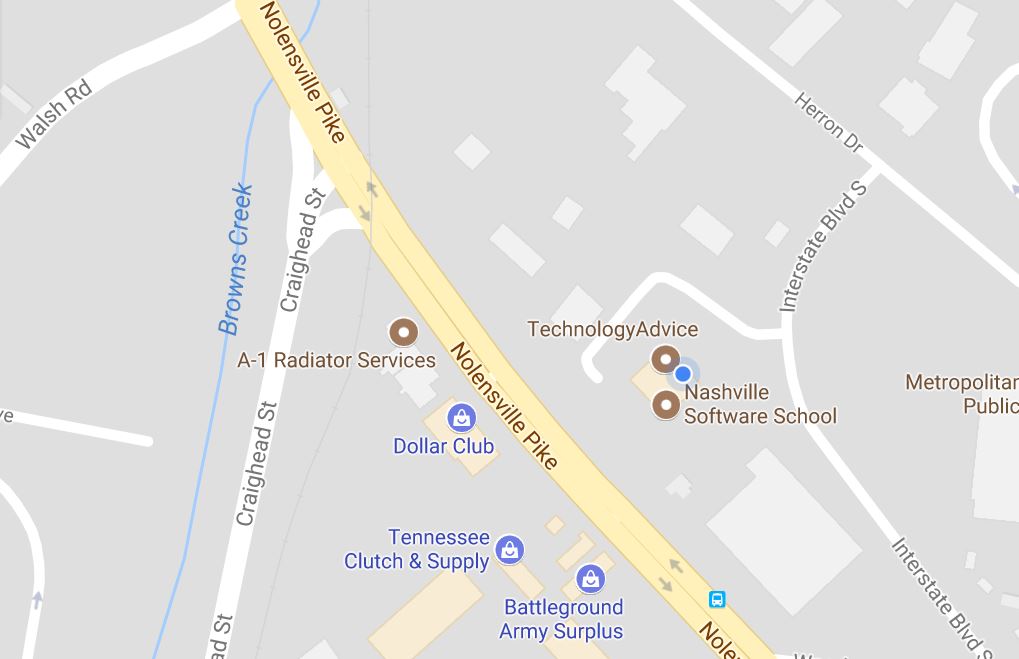 Nolensville Pike
Walsh Rd
Herron Dr
Browns Creek
Craighead St
Interstate Blvd S
TechnologyAdvice
A-1 Radiator Services
Nolensville Pike
Nashville
Software School
Metropolitan
Public
Dollar Club
Craighead St
Tennessee
Clutch & Supply
Interstate Blvd S
Battleground
Army Surplus